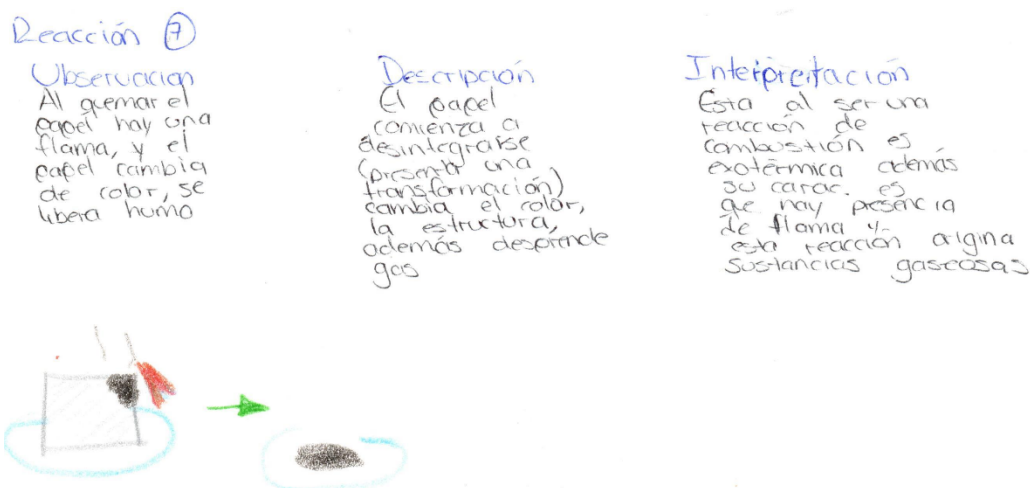 Reacción 7
Observación
Al quemar el
papel hay una
flama, y el
papel cambia
de color, se
libera humo
Descripción
El papel
comienza a
desintegrarse
(presenta una
transformación)
cambia el color,
la estructura,
además desprende
gas
Interpretación
Esta al ser una
reacción de
combustión es
exotérmica además
su carac. es
que hay presencia
de flama y
esta reacción origina
sustancias gaseosas